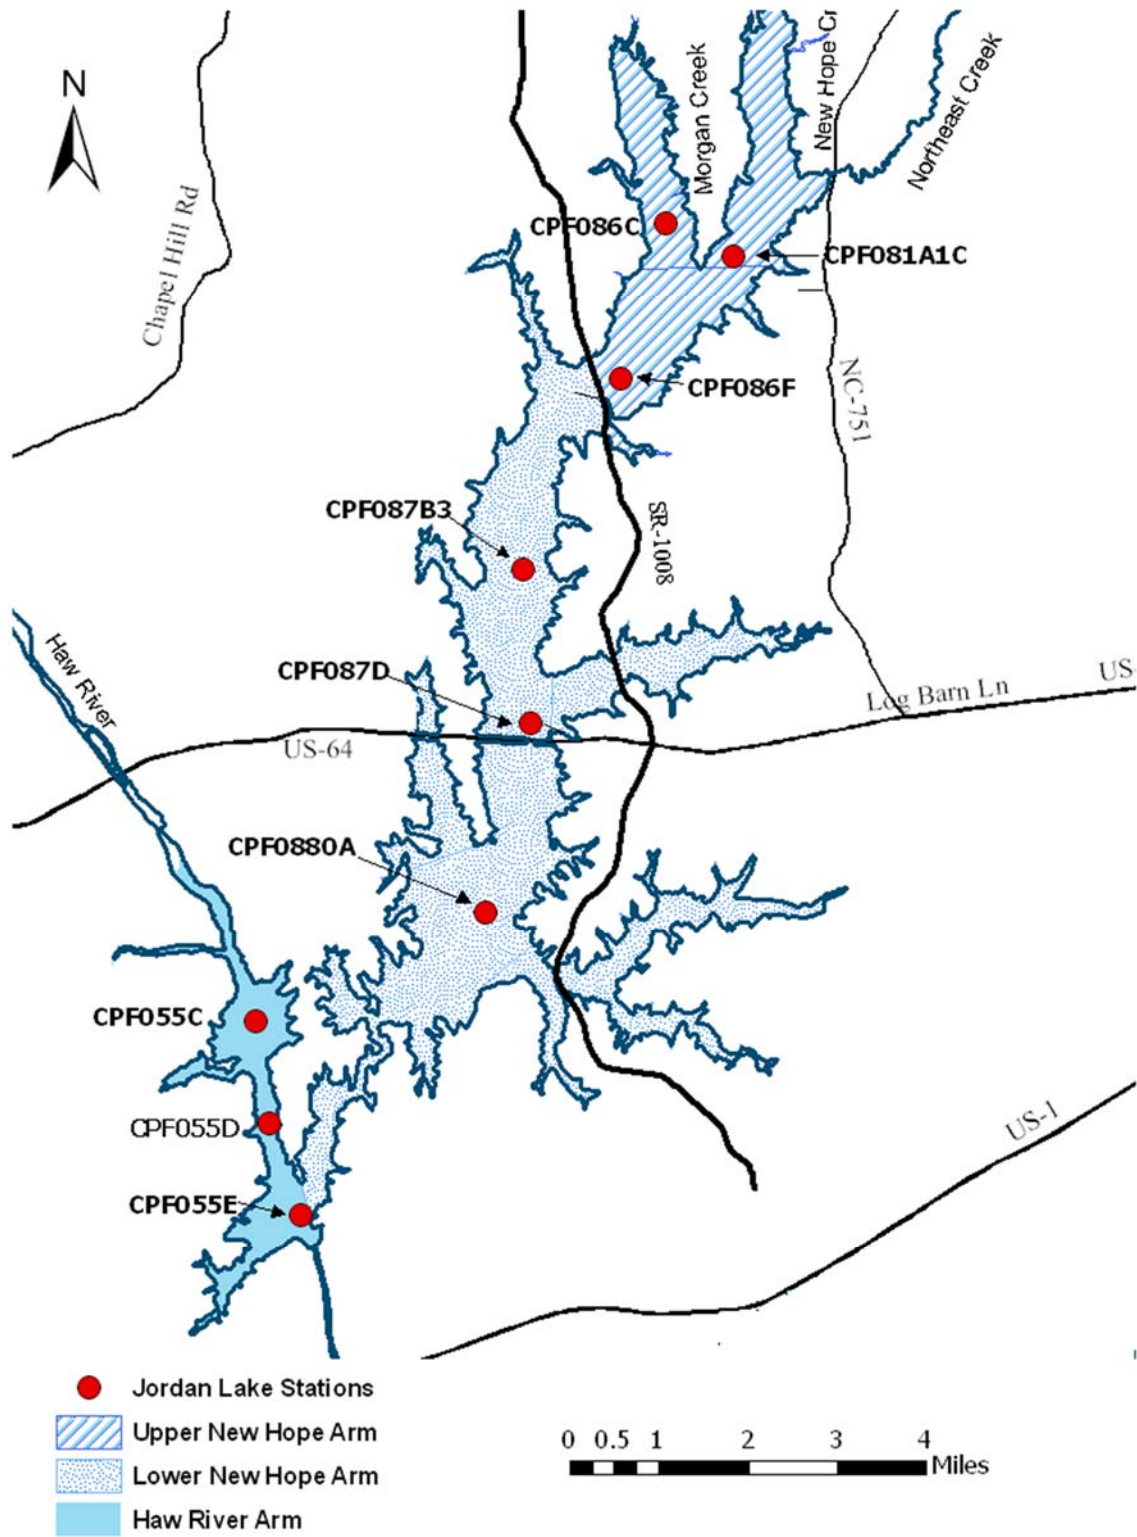 New Hope Cr
Morgan Creek
Northeast Creek
N
Chapel Hill Rd
CPF086C
CPF081A1C
CPF086F
NC-751
CPF087B3
SR-1008
Haw River
CPF087D
US-
Log Barn Ln
US-64
CPF0880A
CPF055C
CPF055D
US-1
CPF055E
Jordan Lake Stations
Upper New Hope Arm
Lower New Hope Arm
Haw River Arm
0 0.5 1 2 3 4
Miles